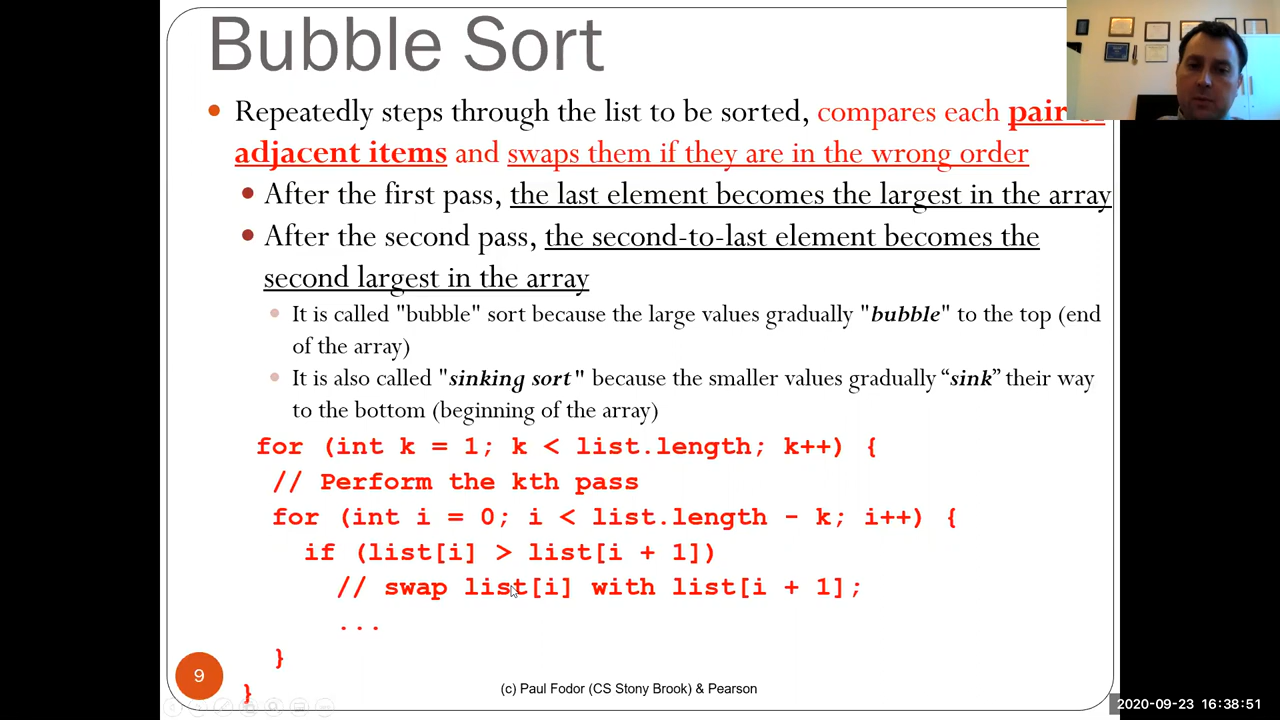 Bubble Sort
Repeatedly steps through the list to be sorted, compares each pair
adjacent items and swaps them if they are in the wrong order
After the first pass, the last element becomes the largest in the array
After the second pass, the second-to-last element becomes the
second largest in the array
It is called "bubble" sort because the large values gradually "bubble" to the top (end
of the array)
It is also called "sinking sort" because the smaller values gradually “sink” their way
to the bottom (beginning of the array)
for (int k = 1; k < list.length; k++) {
// Perform the kth pass
for (int i = 0; i < list.length - k; i++) {
if (list[i] > list[i + 1])
// swap list[i] with list[i + 1];
...
}
}
9
(c) Paul Fodor (CS Stony Brook) & Pearson
2020-09-23 16:38:51